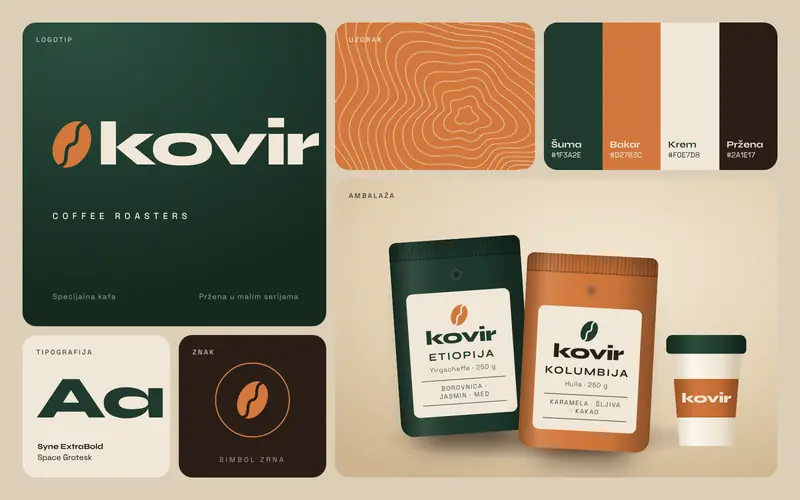 LOGOTIP
kovir
COFFEE ROASTERS
Specijalna kafa
Pržena u malim serijama
UZORAK
Šuma
#1F3A2E
Bakar
#D2783C
Krem
#F0E7D8
Pržena
#2A1E17
TIPOGRAFIJA
Aa
Syne ExtraBold
Space Grotesk
ZNAK
SIMBOL ZRNA
AMBALAŽA
kovir
ETIOPIJA
Yirgacheffe · 250 g
BOROVNICA ·
JASMIN · MED
kovir
KOLUMBIJA
Huila · 250 g
KARAMELA · ŠLJIVA
· KAKAO
kovir